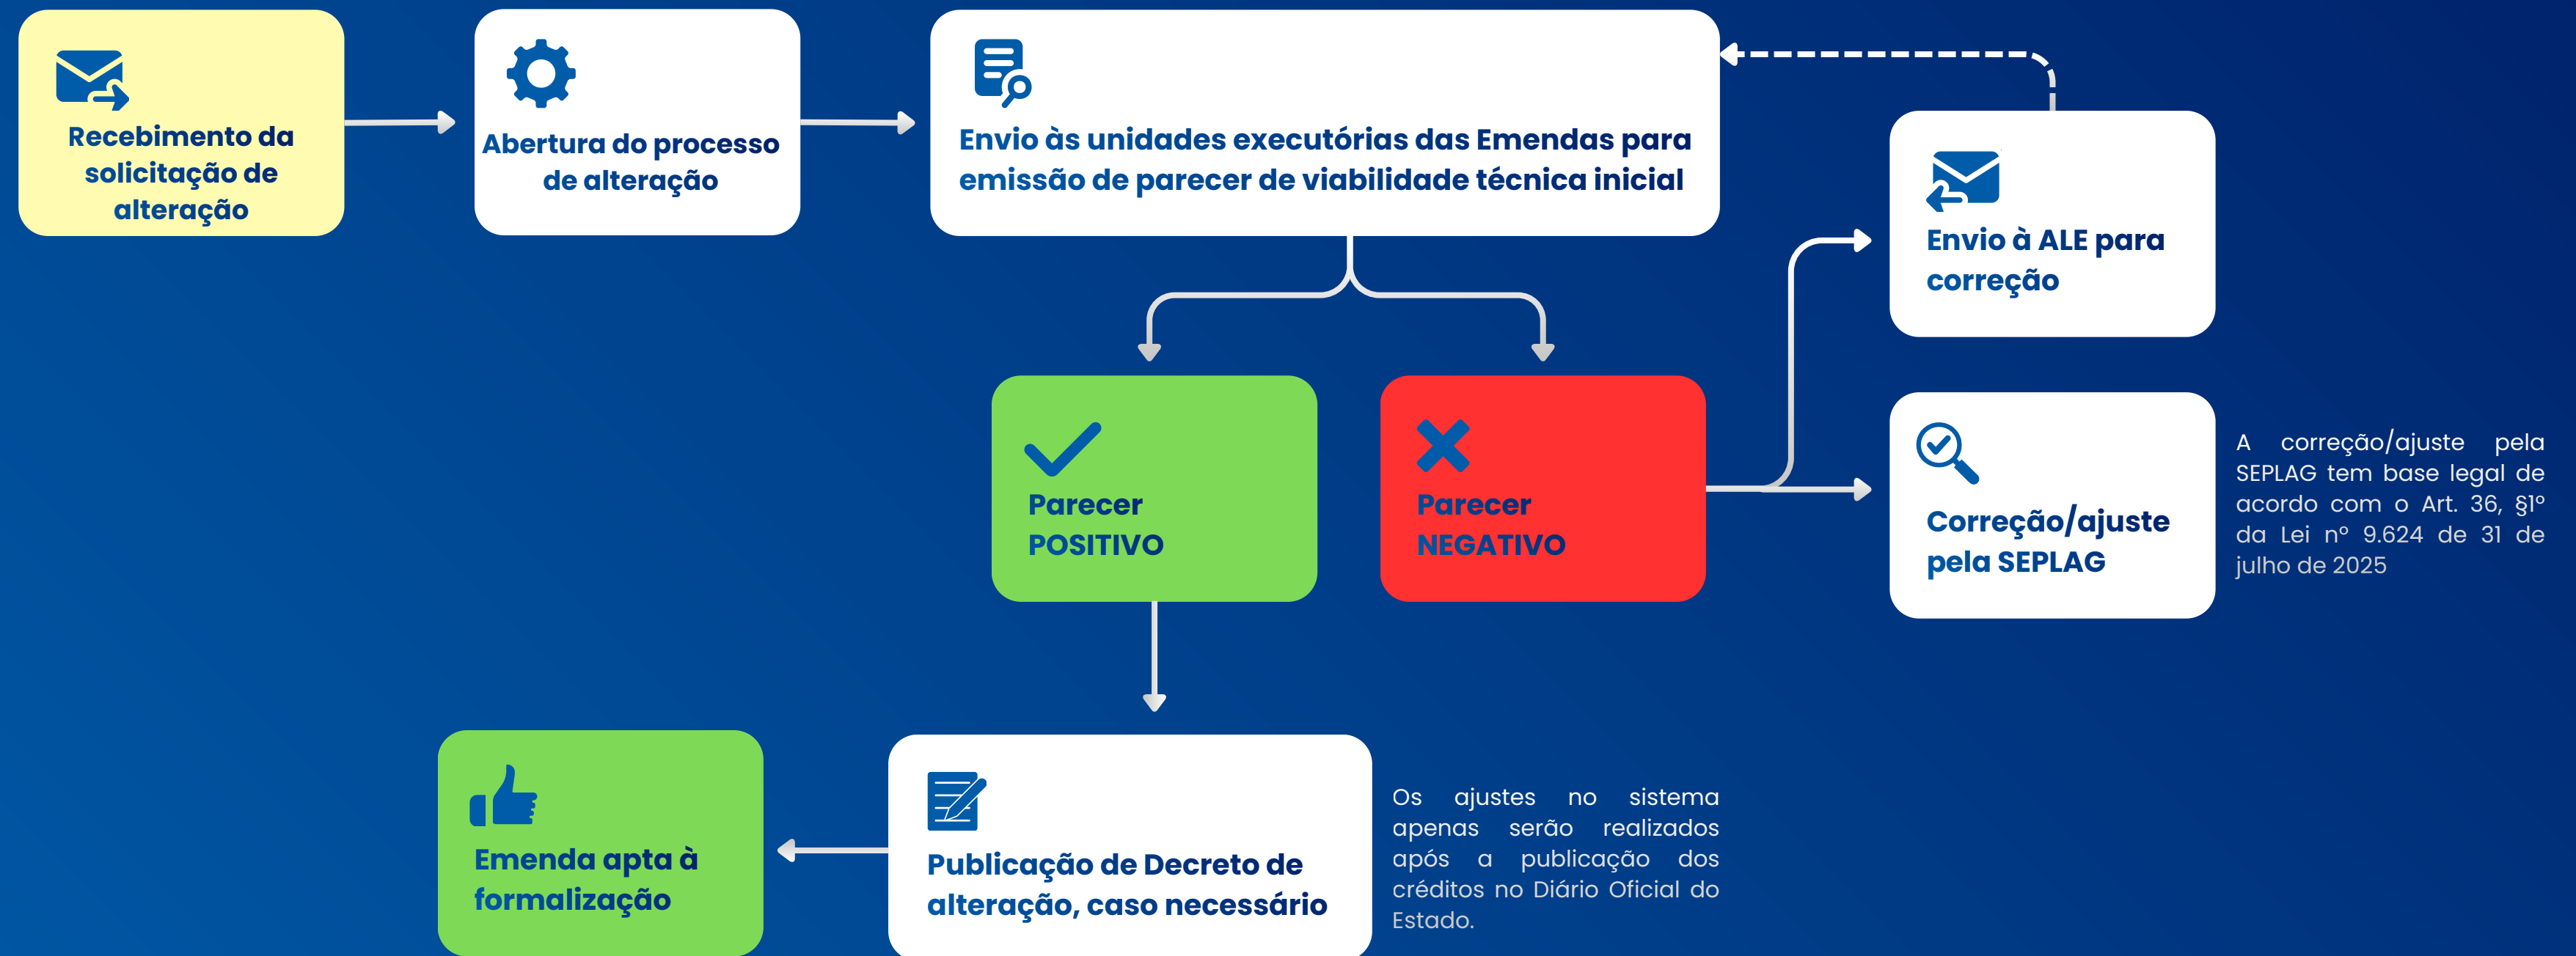 Recebimento da
solicitação de
alteração
Abertura do processo
de alteração
Envio às unidades executórias das Emendas para
emissão de parecer de viabilidade técnica inicial
Envio à ALE para
correção
Parecer
POSITIVO
Parecer
NEGATIVO
Correção/ajuste
pela SEPLAG
A correção/ajuste pela
SEPLAG tem base legal de
acordo com o Art. 36, §1º
da Lei nº 9.624 de 31 de
julho de 2025
Emenda apta à
formalização
Publicação de Decreto de
alteração, caso necessário
Os ajustes no sistema
apenas serão realizados
após a publicação dos
créditos no Diário Oficial do
Estado.